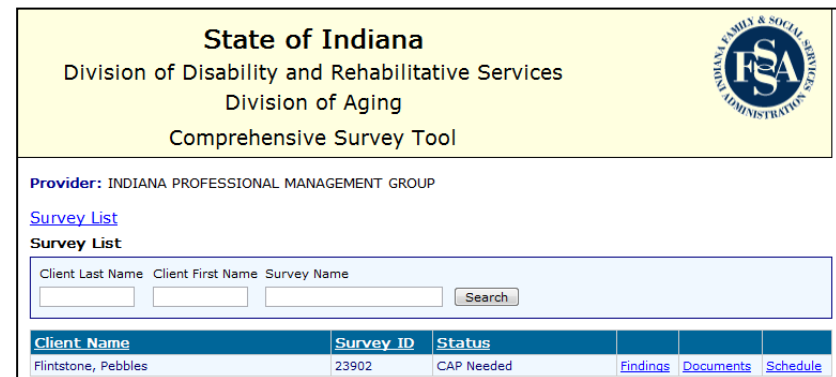 State of Indiana
Division of Disability and Rehabilitative Services
Division of Aging
Comprehensive Survey Tool
INDIANA FAMILY & SOCIAL SERVICES ADMINISTRATION
FSSA
Provider: INDIANA PROFESSIONAL MANAGEMENT GROUP
Survey List
Survey List
Client Last Name Client First Name Survey Name
Search
Client Name Survey ID Status
Flintstone, Pebbles 23902 CAP Needed Findings Documents Schedule